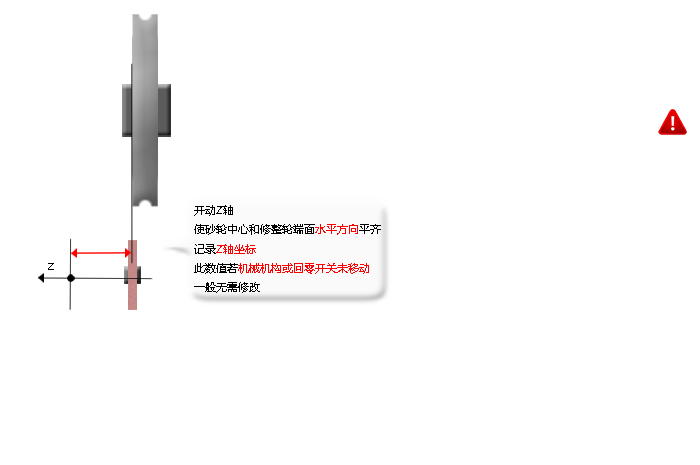 开动Z轴
使砂轮中心和修整轮端面水平方向平齐
记录Z轴坐标
此数值若机械机构或回零开关未移动
一般无需修改
Z